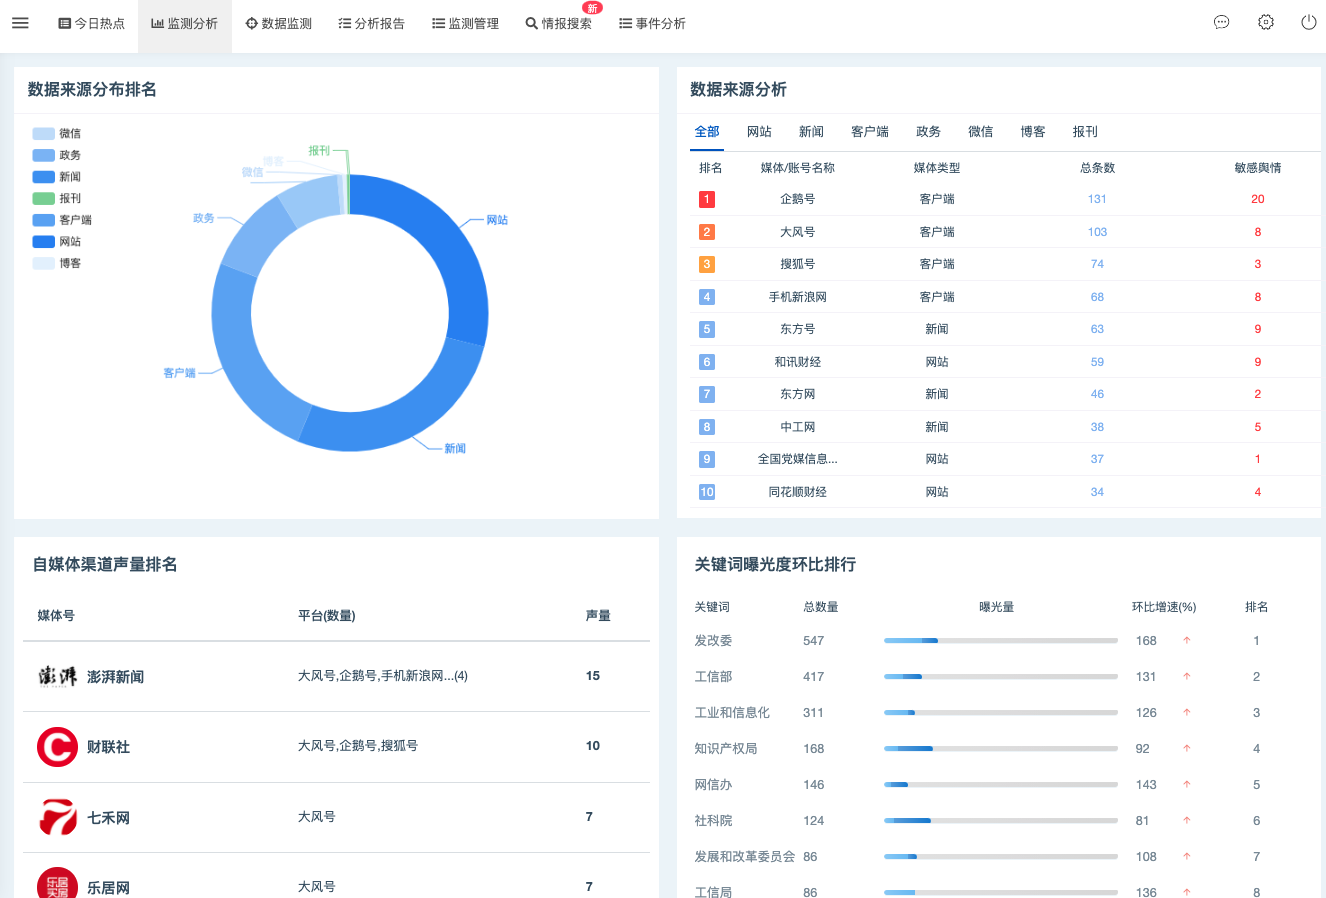 今日热点 监测分析 数据监测 分析报告 监测管理 情报搜索 新 事件分析
数据来源分布排名
微信
政务
新闻
报刊
客户端
网站
博客
报刊
博客
微信
政务
网站
客户端
新闻
数据来源分析
全部 网站 新闻 客户端 政务 微信 博客 报刊
排名 媒体/账号名称 媒体类型 总条数 敏感舆情
1 企鹅号 客户端 131 20
2 大风号 客户端 103 8
3 搜狐号 客户端 74 3
4 手机新浪网 客户端 68 8
5 东方号 新闻 63 9
6 和讯财经 网站 59 9
7 东方网 新闻 46 2
8 中工网 新闻 38 5
9 全国党媒信息... 网站 37 1
10 同花顺财经 网站 34 4
自媒体渠道声量排名
媒体号 平台(数量) 声量
澎湃 澎湃新闻 大风号,企鹅号,手机新浪网...(4) 15
财联社 大风号,企鹅号,搜狐号 10
七禾网 大风号 7
乐居买房 乐居网 大风号 7
关键词曝光度环比排行
关键词 总数量 曝光量 环比增速(%) 排名
发改委 547 168 ↑ 1
工信部 417 131 ↑ 2
工业和信息化 311 126 ↑ 3
知识产权局 168 92 ↑ 4
网信办 146 143 ↑ 5
社科院 124 81 ↑ 6
发展和改革委员会 86 108 ↑ 7
工信局 86 136 ↑ 8